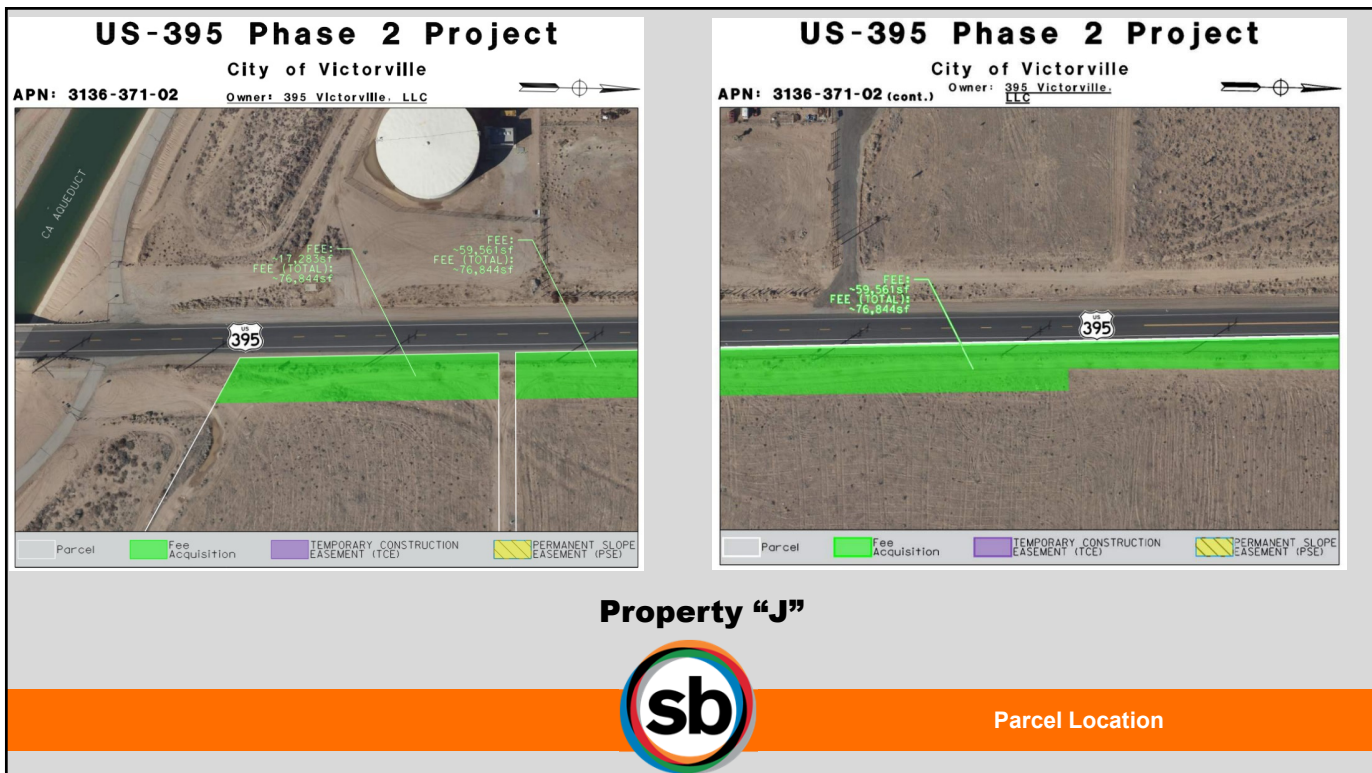 US-395 Phase 2 Project
City of Victorville
APN: 3136-371-02
Owner: 395 Victorville, LLC
CA AQUEDUCT
FEE:
~17,283sf
FEE (TOTAL):
~76,844sf
FEE:
~59,561sf
FEE (TOTAL):
~76,844sf
US
395
Parcel
Fee
Acquisition
TEMPORARY CONSTRUCTION
EASEMENT (TCE)
PERMANENT SLOPE
EASEMENT (PSE)
US-395 Phase 2 Project
City of Victorville
APN: 3136-371-02 (cont.)
Owner: 395 Victorville,
LLC
FEE:
~59,561sf
FEE (TOTAL):
~76,844sf
US
395
Parcel
Fee
Acquisition
TEMPORARY CONSTRUCTION
EASEMENT (TCE)
PERMANENT SLOPE
EASEMENT (PSE)
Property “J”
sb
Parcel Location